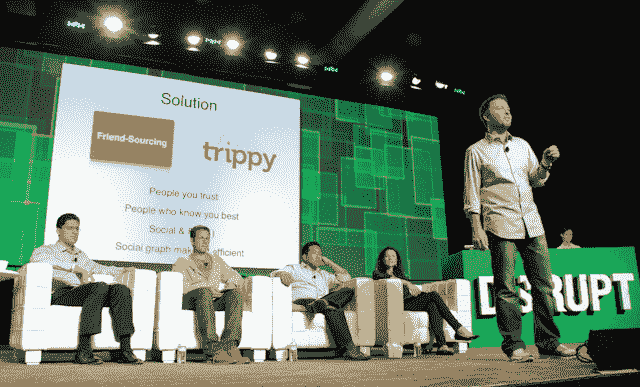 Solution
Friend-Sourcing
trippy
People you trust
People who know you best
Social &
Social graph efficient
DISRUPT